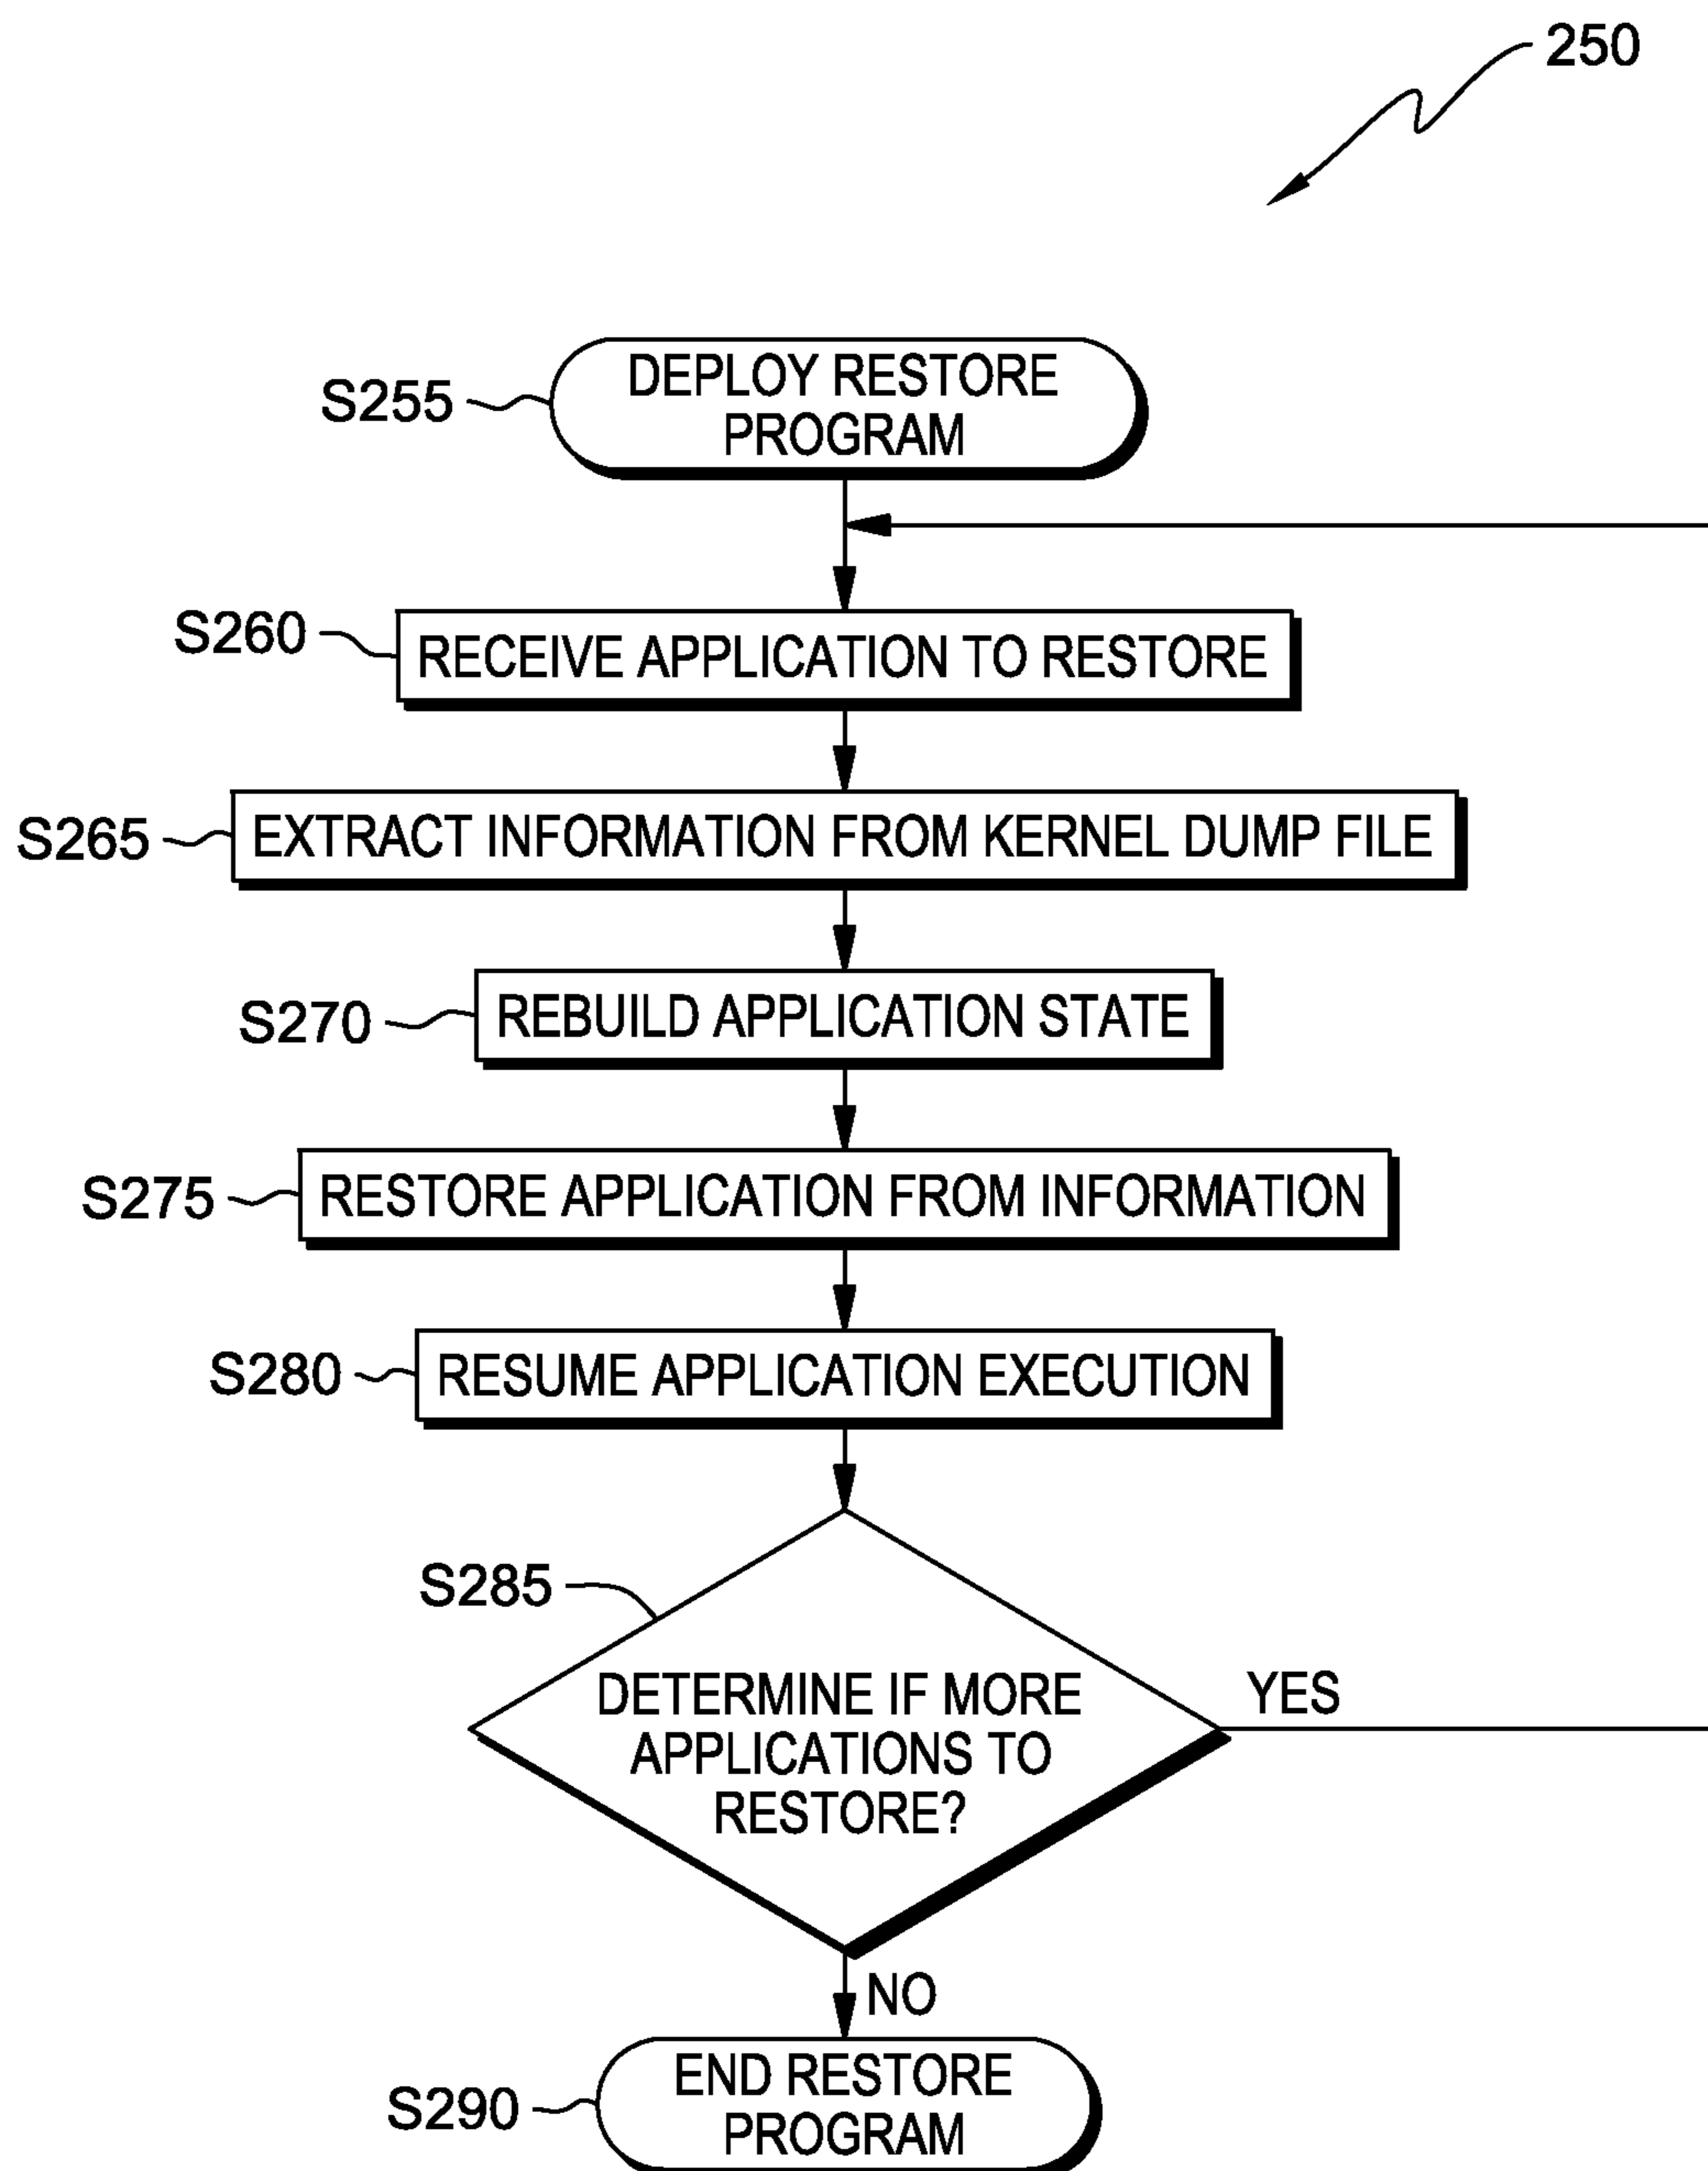 250
S255
DEPLOY RESTORE
PROGRAM
S260
RECEIVE APPLICATION TO RESTORE
S265
EXTRACT INFORMATION FROM KERNEL DUMP FILE
S270
REBUILD APPLICATION STATE
S275
RESTORE APPLICATION FROM INFORMATION
S280
RESUME APPLICATION EXECUTION
S285
DETERMINE IF MORE
APPLICATIONS TO
RESTORE?
YES
NO
S290
END RESTORE
PROGRAM